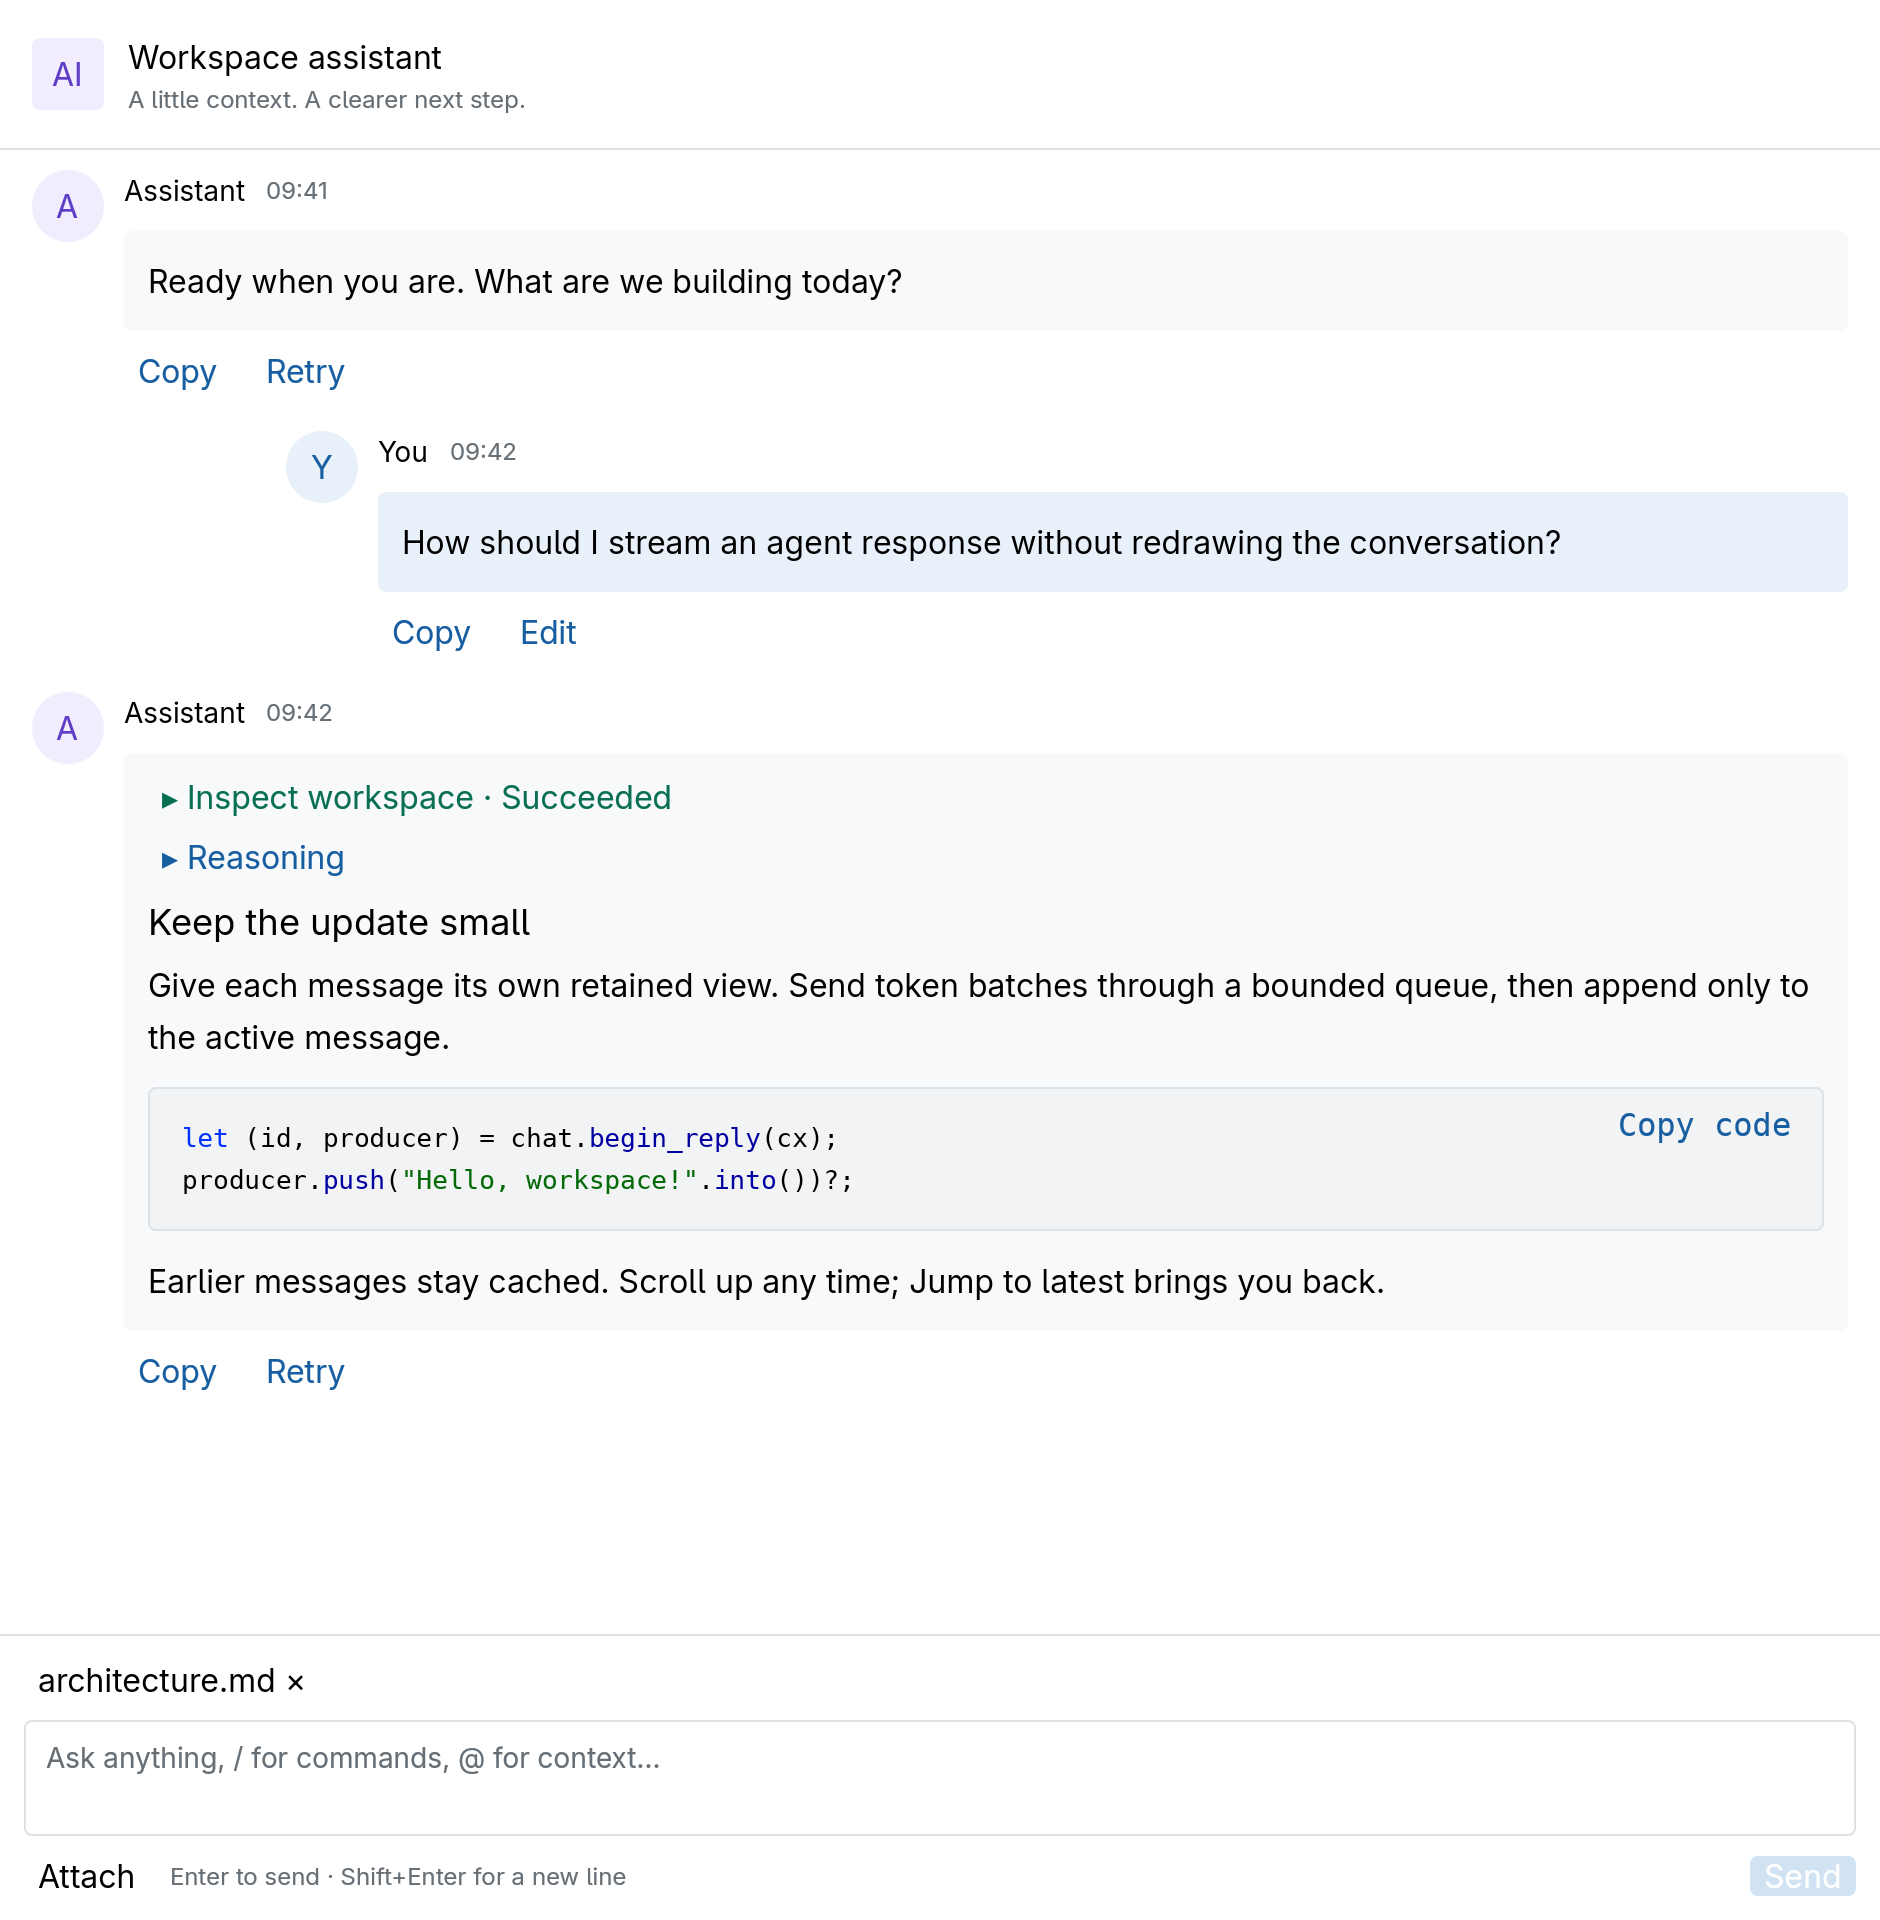 AI
Workspace assistant
A little context. A clearer next step.
A
Assistant 09:41
Ready when you are. What are we building today?
Copy Retry
Y
You 09:42
How should I stream an agent response without redrawing the conversation?
Copy Edit
A
Assistant 09:42
▸ Inspect workspace · Succeeded
▸ Reasoning
Keep the update small
Give each message its own retained view. Send token batches through a bounded queue, then append only to
the active message.
Copy code
let (id, producer) = chat.begin_reply(cx);
producer.push("Hello, workspace!".into())?;
Earlier messages stay cached. Scroll up any time; Jump to latest brings you back.
Copy Retry
architecture.md ×
Ask anything, / for commands, @ for context...
Attach Enter to send · Shift+Enter for a new line Send